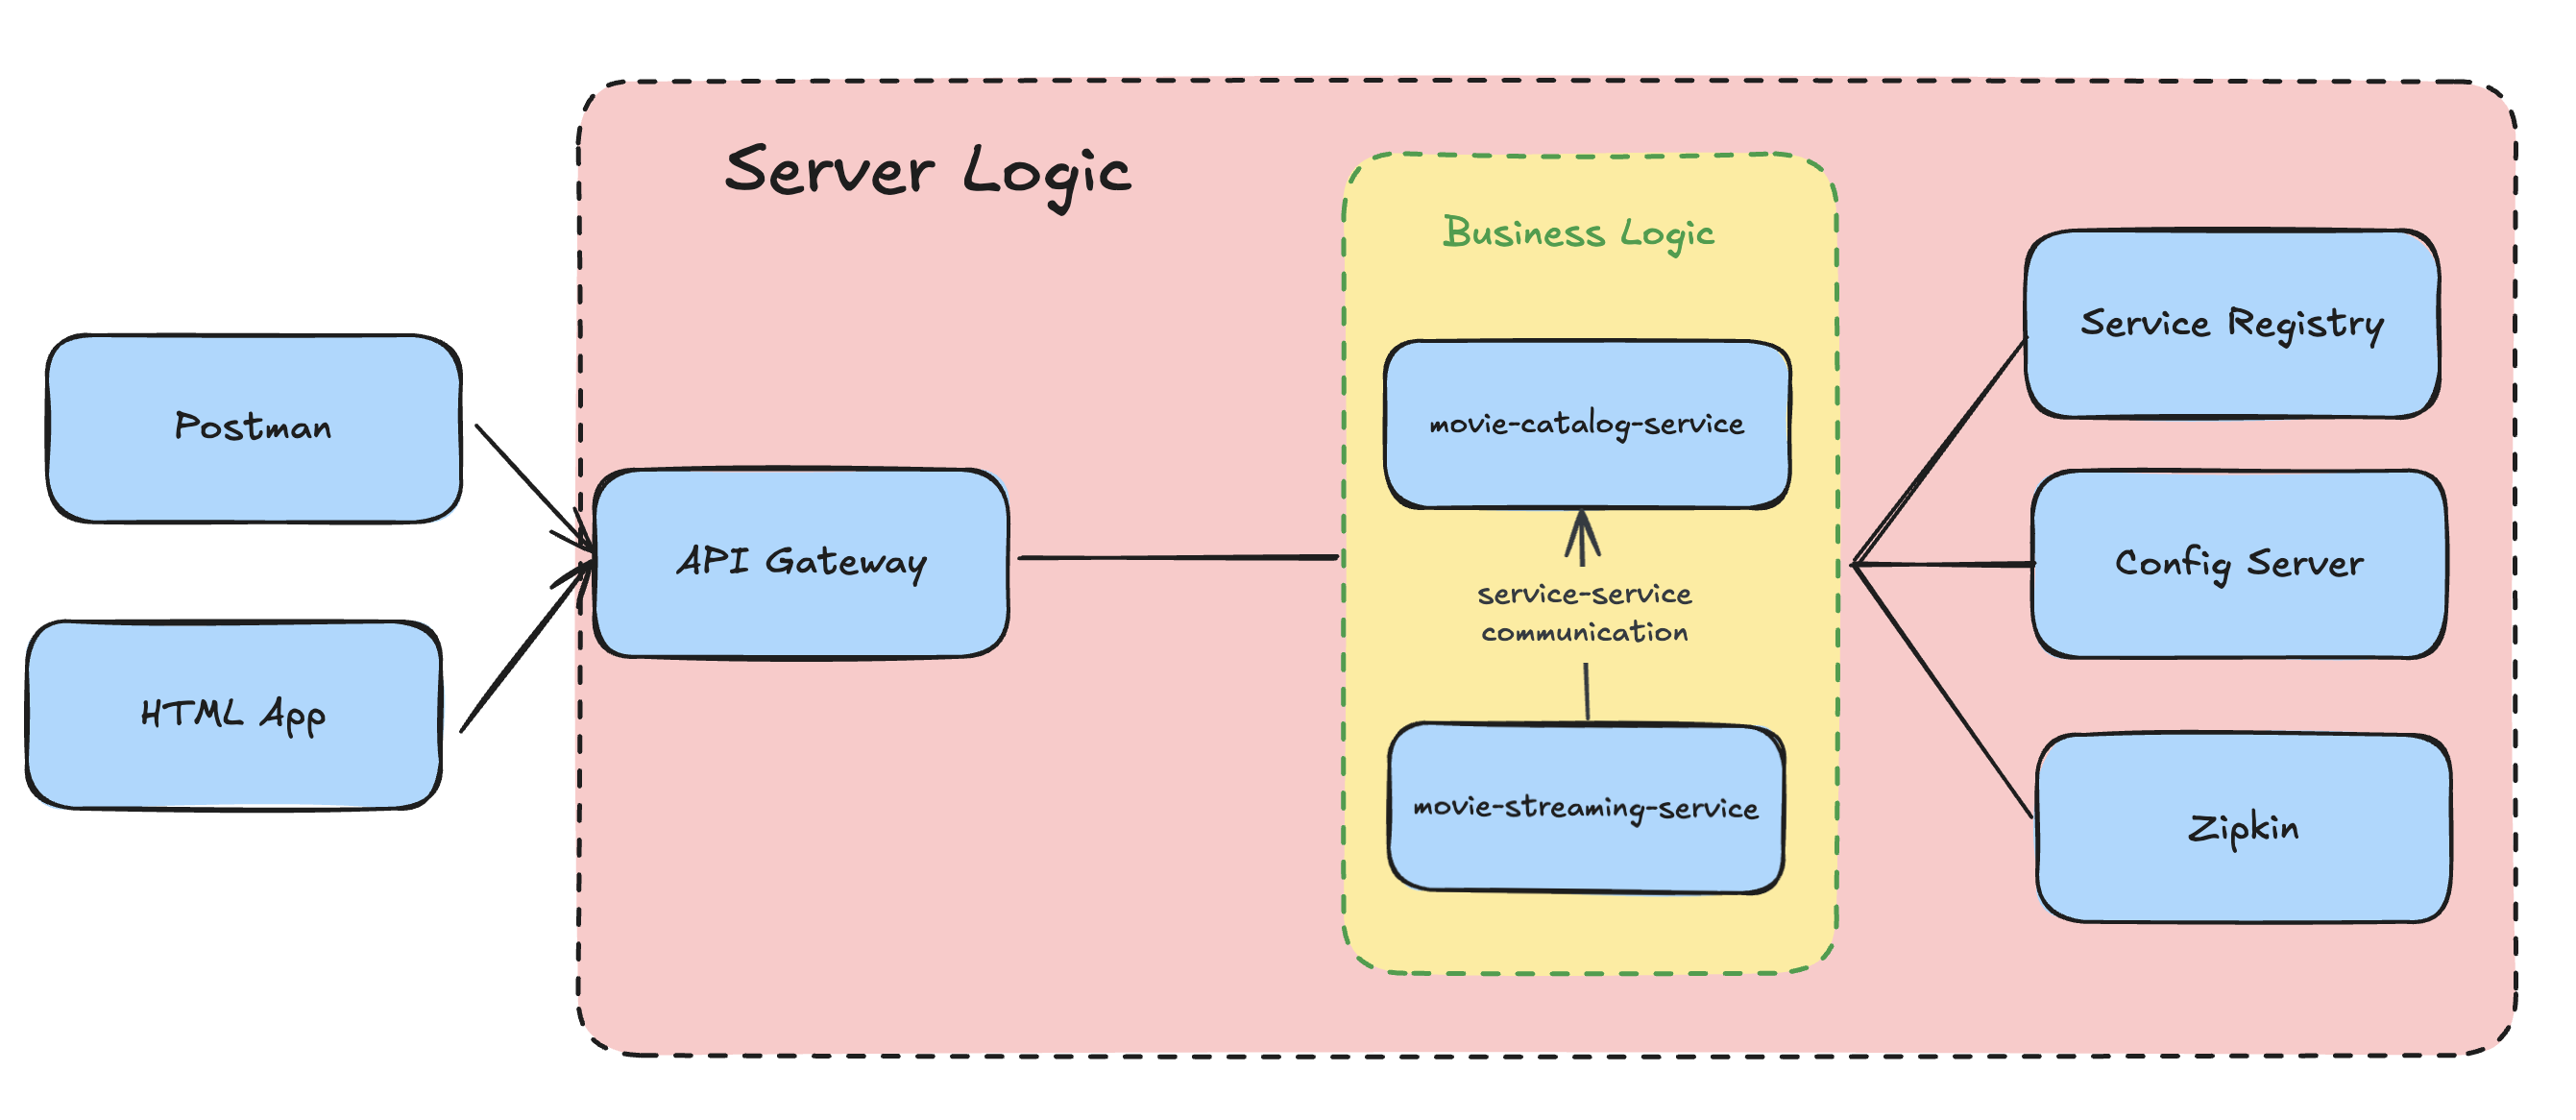 Server Logic
Business Logic
Postman
HTML App
API Gateway
movie-catalog-service
service-service
communication
movie-streaming-service
Service Registry
Config Server
Zipkin